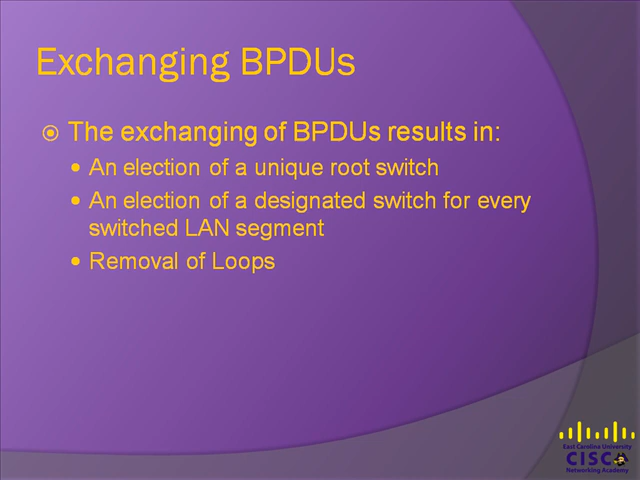 Exchanging BPDUs
The exchanging of BPDUs results in:
An election of a unique root switch
An election of a designated switch for every
switched LAN segment
Removal of Loops
East Carolina University
CISC
Networking Academy